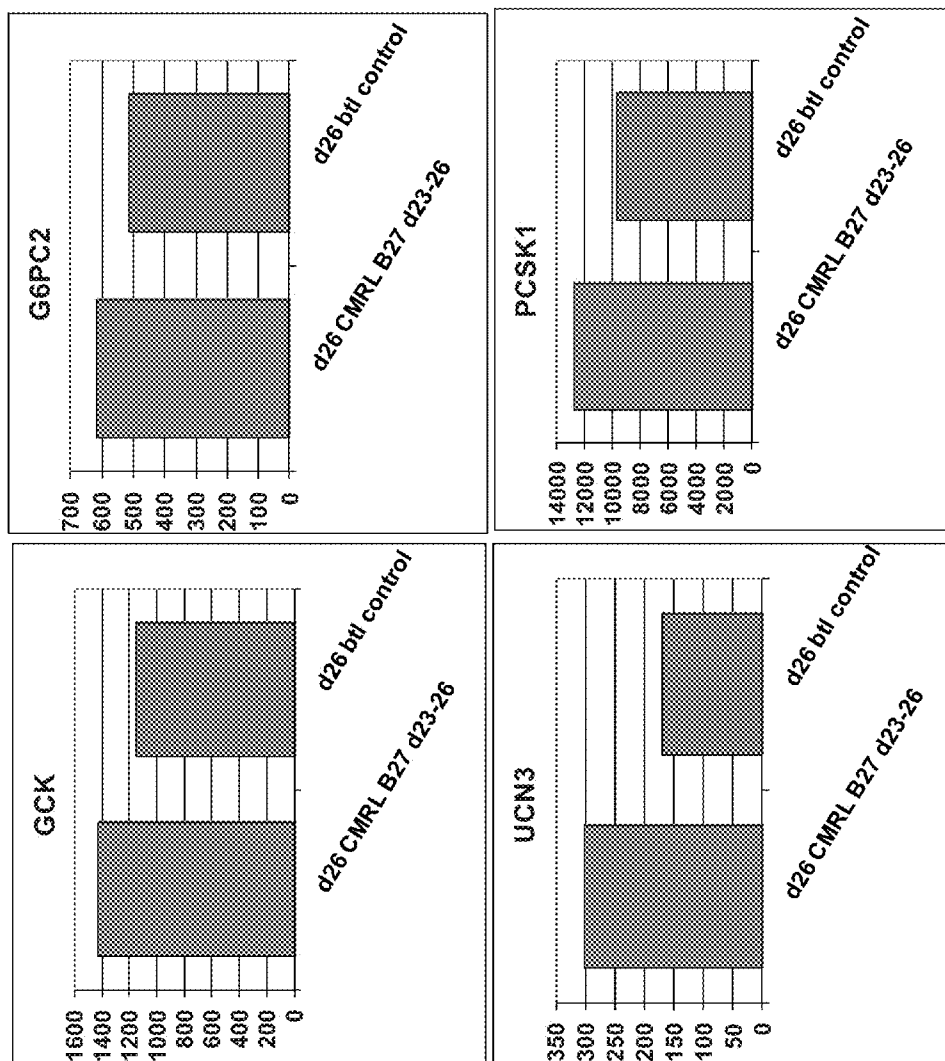 GCK
1600
1400
1200
1000
800
600
400
200
0
d26 CMRL B27 d23-26
d26 btl control
G6PC2
700
600
500
400
300
200
100
0
d26 CMRL B27 d23-26
d26 btl control
UCN3
350
300
250
200
150
100
50
0
d26 CMRL B27 d23-26
d26 btl control
PCSK1
14000
12000
10000
8000
6000
4000
2000
0
d26 CMRL B27 d23-26
d26 btl control